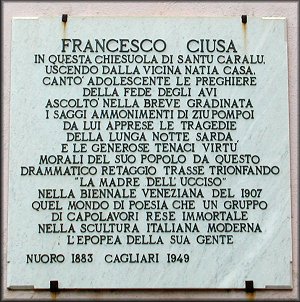 FRANCESCO CIUSA
IN QUESTA CHIESUOLA DI SANTU CARALU,
USCENDO DALLA VICINA NATIA CASA,
CANTO' ADOLESCENTE LE PREGHIERE
DELLA FEDE DEGLI AVI
ASCOLTO' NELLA BREVE GRADINATA
I SAGGI AMMONIMENTI DI ZIU POMPOI
DA LUI APPRESE LE TRAGEDIE
DELLA LUNGA NOTTE SARDA
E LE GENEROSE TENACI VIRTU
MORALI DEL SUO POPOLO DA QUESTO
DRAMMATICO RETAGGIO TRASSE TRIONFANDO
"LA MADRE DELL'UCCISO"
NELLA BIENNALE VENEZIANA DEL 1907
QUEL MONDO DI POESIA CHE UN GRUPPO
DI CAPOLAVORI RESE IMMORTALE
NELLA SCULTURA ITALIANA MODERNA
L'EPOPEA DELLA SUA GENTE
NUORO 1883 CAGLIARI 1949